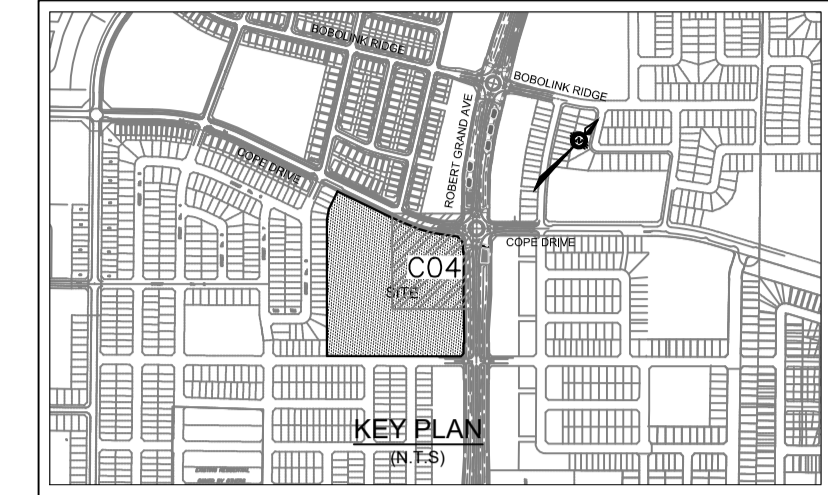 BOBOLINK RIDGE
BOBOLINK RIDGE
ROBERT GRAND AVE
COPE DRIVE
COPE DRIVE
C04
SITE
KEY PLAN
(N.T.S)